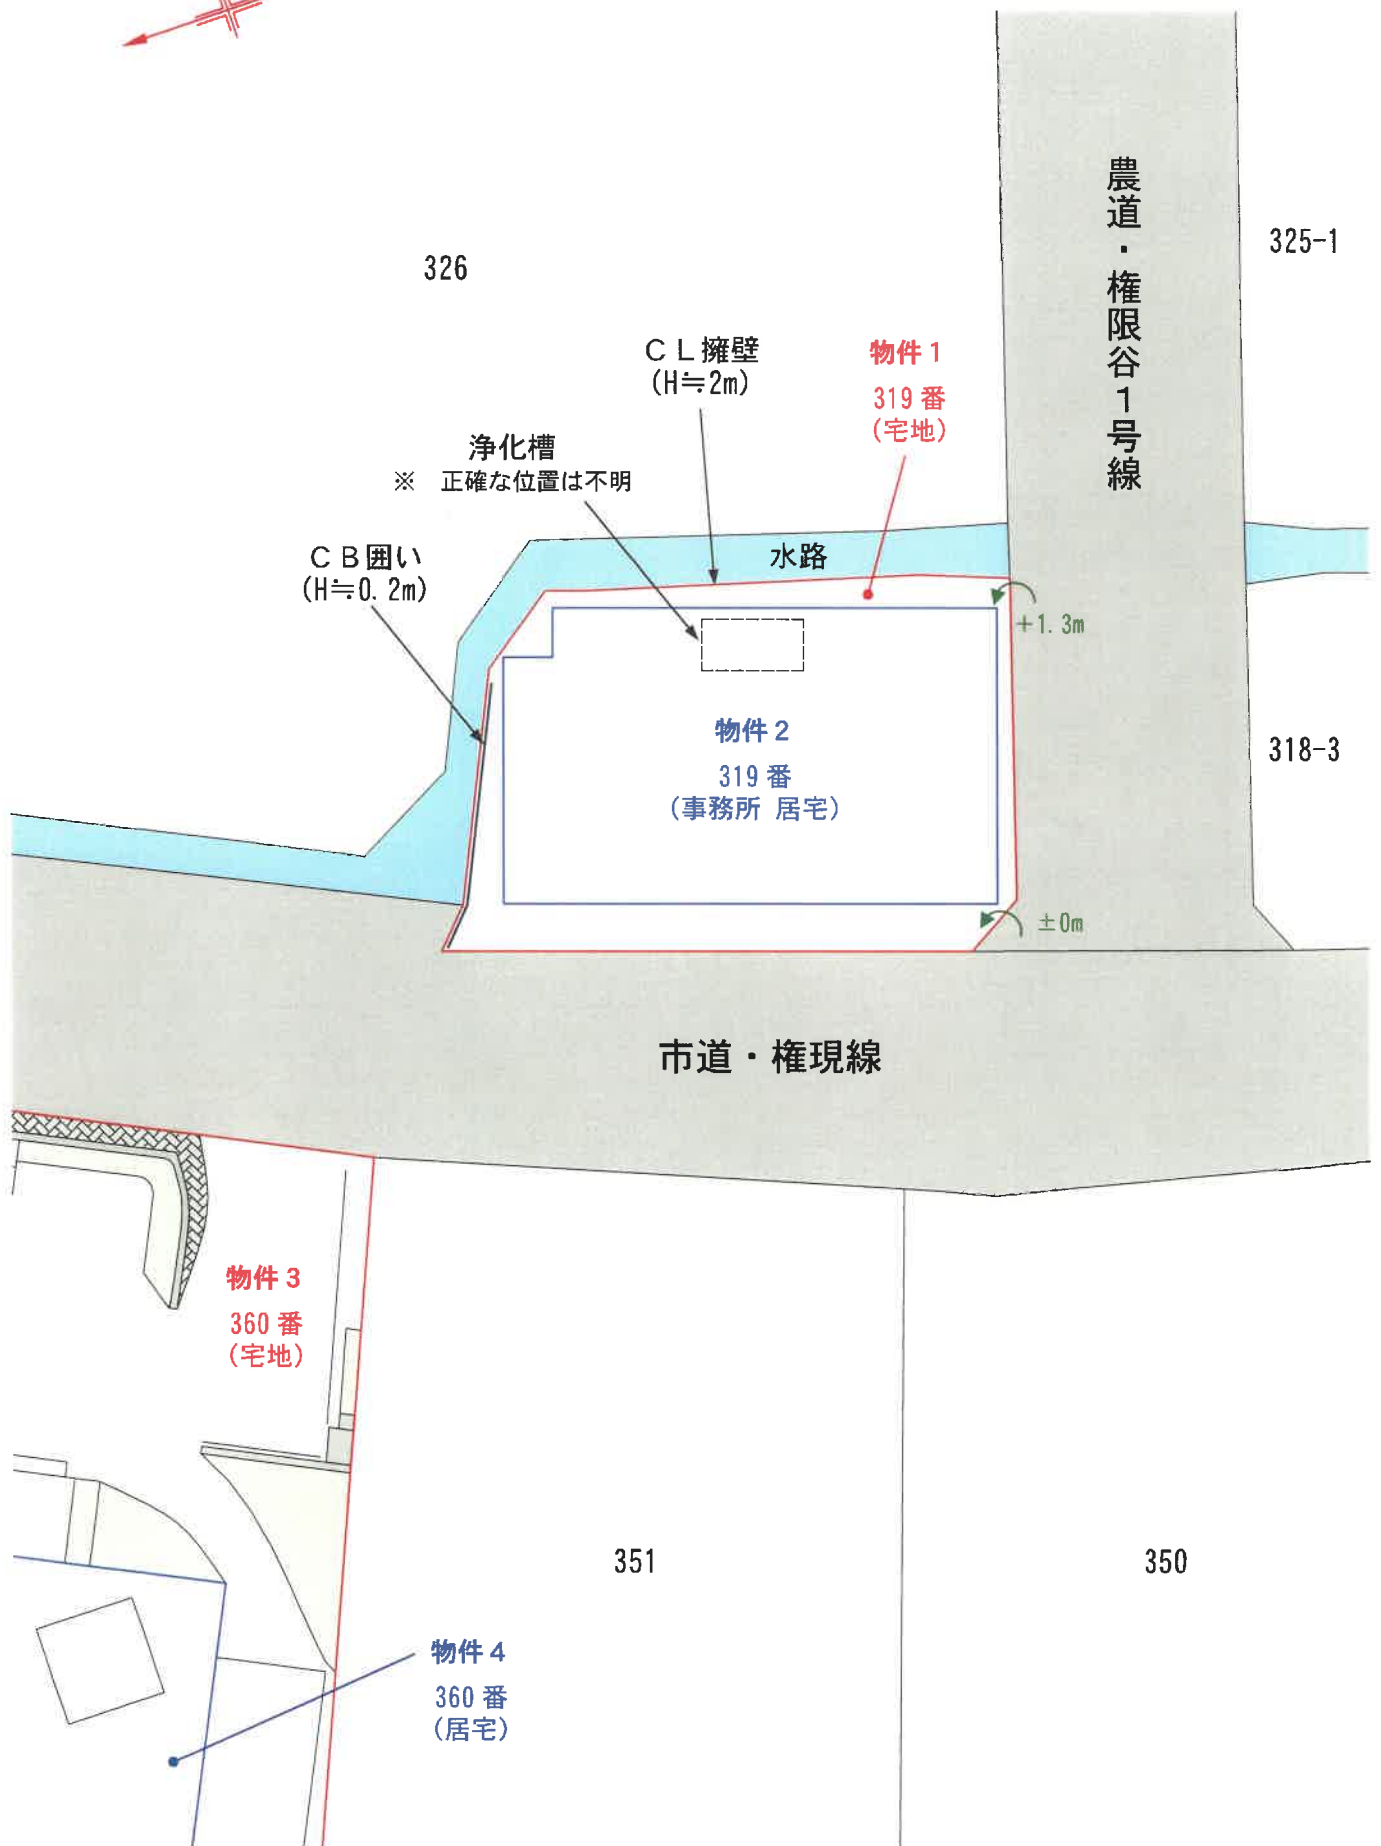 農道・権限谷1号線
325-1
326
CL擁壁
(H≒2m)
物件1
319番
(宅地)
浄化槽
※ 正確な位置は不明
CB囲い
(H≒0.2m)
水路
+1.3m
物件2
319番
(事務所 居宅)
318-3
±0m
市道・権現線
物件3
360番
(宅地)
351
350
物件4
360番
(居宅)